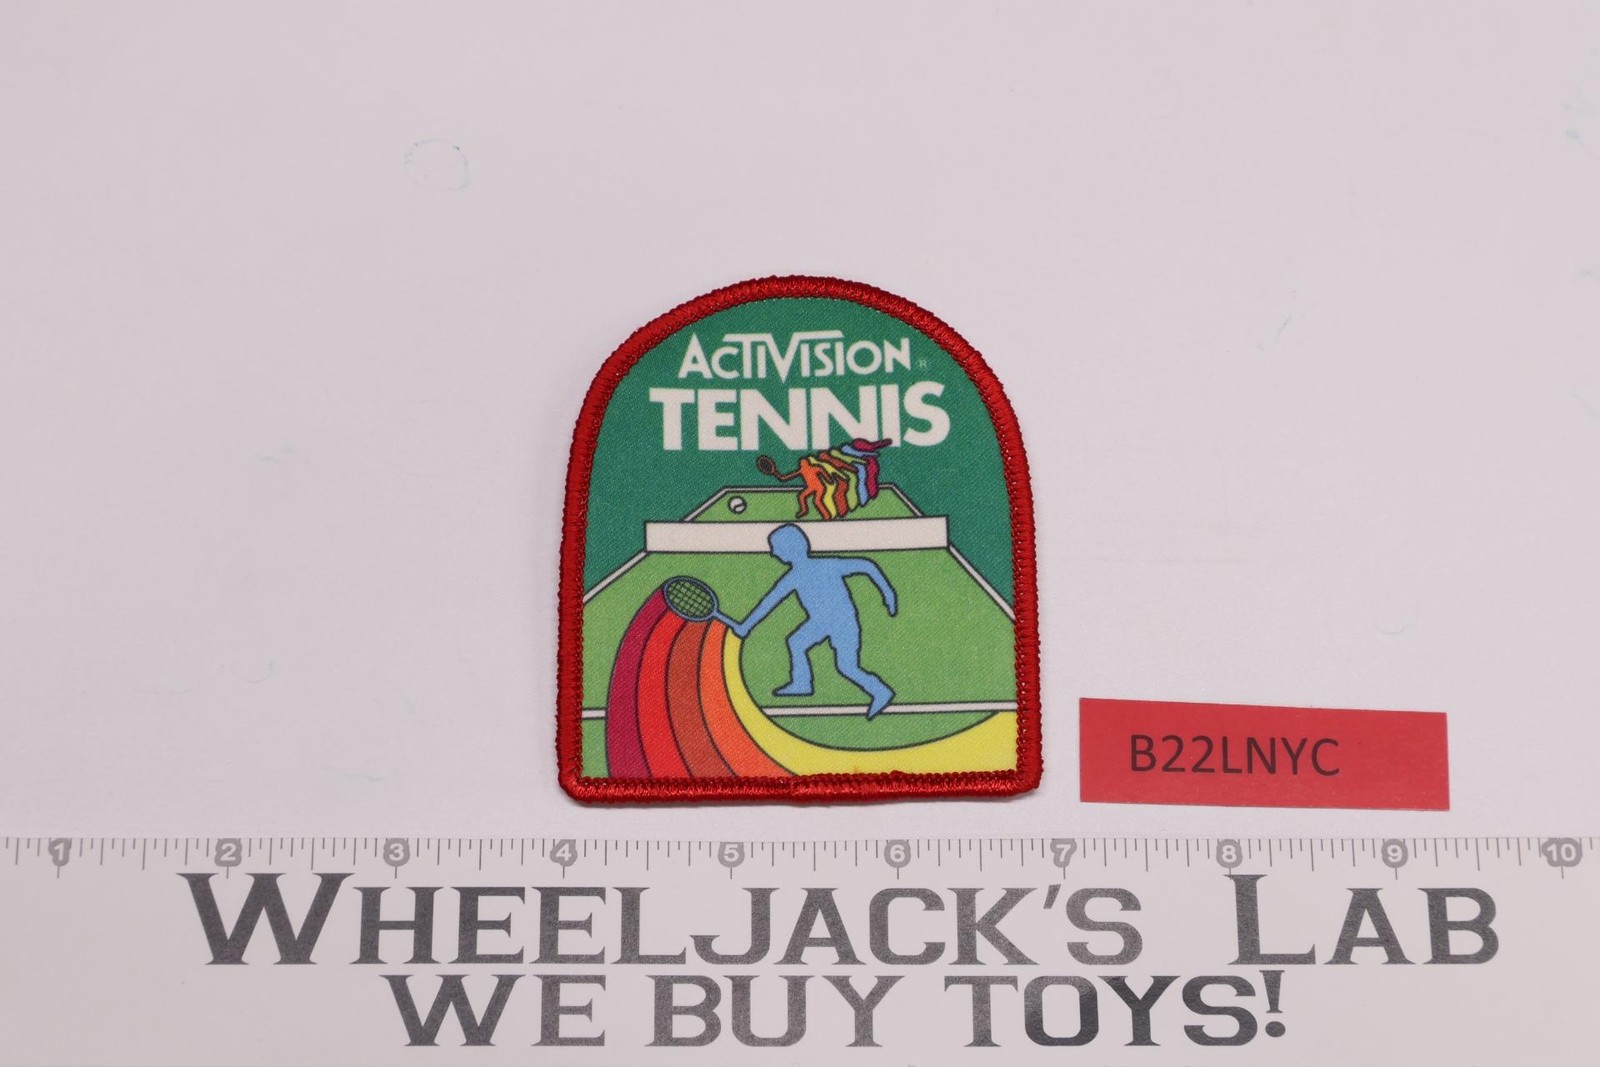 ACTIVISION®
TENNIS
B22LNYC
1 2 3 4 5 6 7 8 9 10
WHEELJACK'S LAB
WE BUY TOYS!